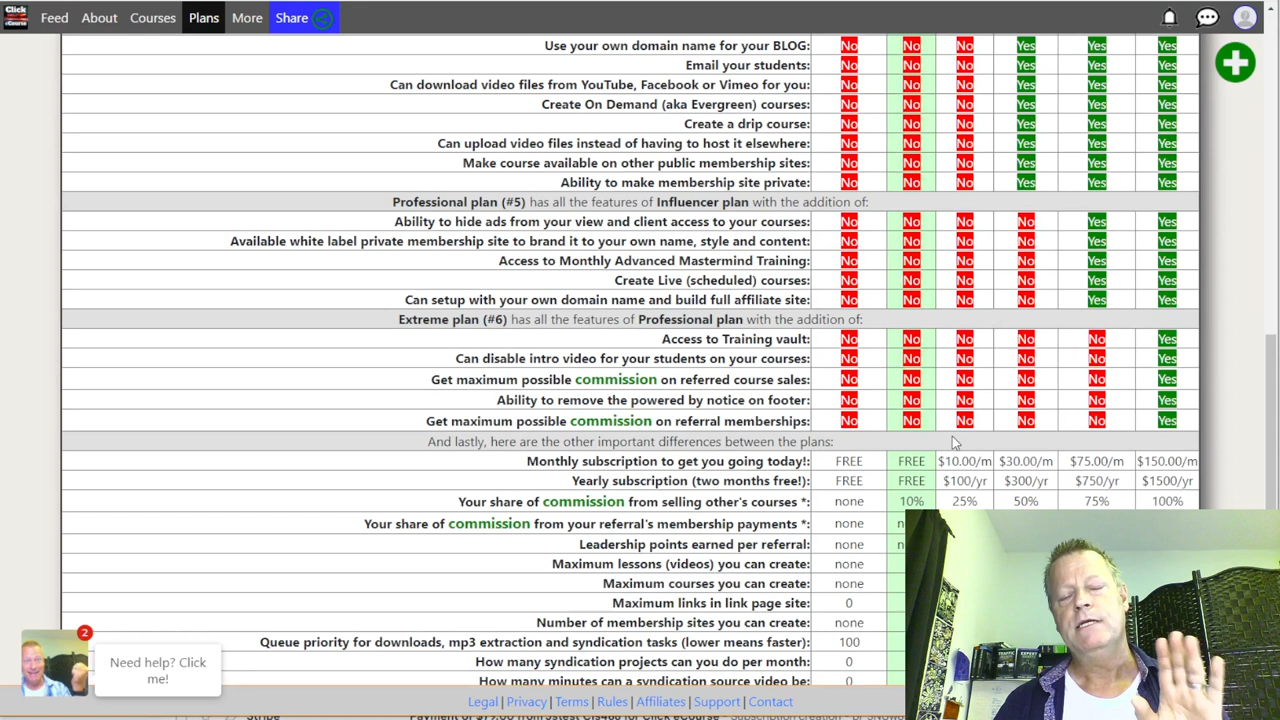 Click
eCourse
Feed About Courses Plans More Share
Use your own domain name for your BLOG: No No No Yes Yes Yes
Email your students: No No No Yes Yes Yes
Can download video files from YouTube, Facebook or Vimeo for you: No No No Yes Yes Yes
Create On Demand (aka Evergreen) courses: No No No Yes Yes Yes
Create a drip course: No No No Yes Yes Yes
Can upload video files instead of having to host it elsewhere: No No No Yes Yes Yes
Make course available on other public membership sites: No No No Yes Yes Yes
Ability to make membership site private: No No No Yes Yes Yes
Professional plan (#5) has all the features of Influencer plan with the addition of:
Ability to hide ads from your view and client access to your courses: No No No No Yes Yes
Available white label private membership site to brand it to your own name, style and content: No No No No Yes Yes
Access to Monthly Advanced Mastermind Training: No No No No Yes Yes
Create Live (scheduled) courses: No No No No Yes Yes
Can setup with your own domain name and build full affiliate site: No No No No Yes Yes
Extreme plan (#6) has all the features of Professional plan with the addition of:
Access to Training vault: No No No No No Yes
Can disable intro video for your students on your courses: No No No No No Yes
Get maximum possible commission on referred course sales: No No No No No Yes
Ability to remove the powered by notice on footer: No No No No No Yes
Get maximum possible commission on referral memberships: No No No No No Yes
And lastly, here are the other important differences between the plans:
Monthly subscription to get you going today!: FREE FREE $10.00/m $30.00/m $75.00/m $150.00/m
Yearly subscription (two months free!): FREE FREE $100/yr $300/yr $750/yr $1500/yr
Your share of commission from selling other's courses *: none 10% 25% 50% 75% 100%
Your share of commission from your referral's membership payments *: none
Leadership points earned per referral: none
Maximum lessons (videos) you can create: none
Maximum courses you can create: none
Maximum links in link page site: 0
Number of membership sites you can create: none
Queue priority for downloads, mp3 extraction and syndication tasks (lower means faster): 100
How many syndication projects can you do per month: 0
How many minutes can a syndication source video be: 0
2
Need help? Click
me!
Legal | Privacy | Terms | Rules | Affiliates | Support | Contact